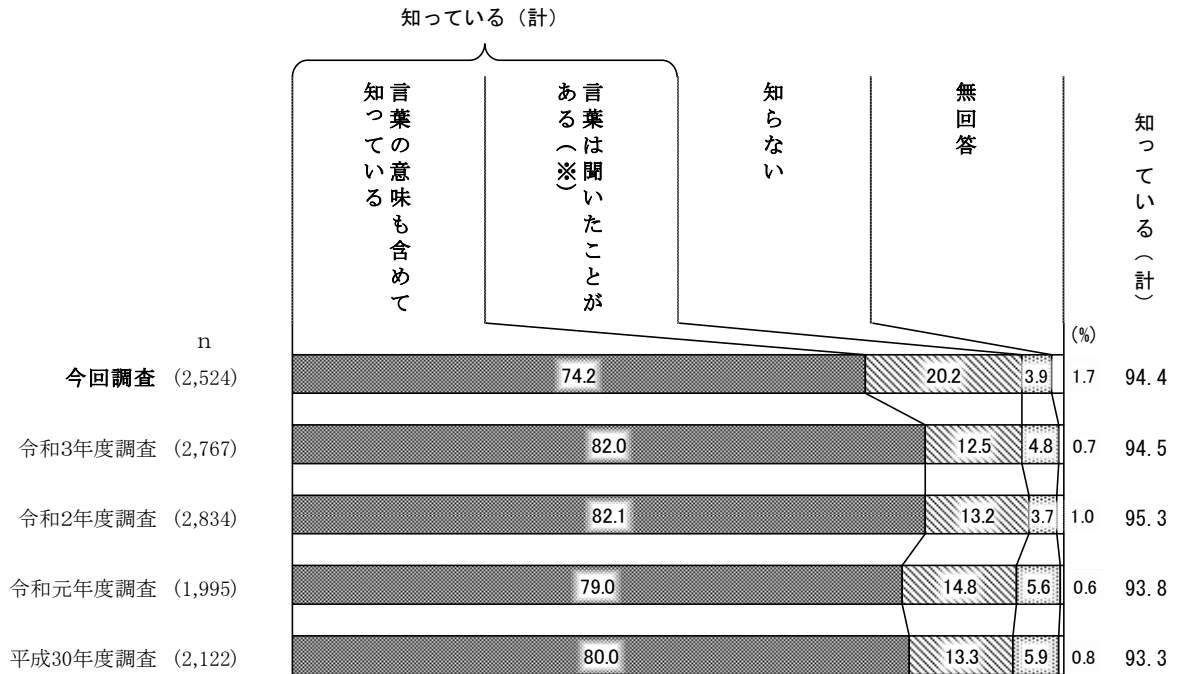 知っている（計）
言葉の意味も含めて
知っている
言葉は聞いたことが
ある（※）
知らない
無回答
知っている（計）
n
(%)
今回調査 (2,524) 74.2 20.2 3.9 1.7 94.4
令和3年度調査 (2,767) 82.0 12.5 4.8 0.7 94.5
令和2年度調査 (2,834) 82.1 13.2 3.7 1.0 95.3
令和元年度調査 (1,995) 79.0 14.8 5.6 0.6 93.8
平成30年度調査 (2,122) 80.0 13.3 5.9 0.8 93.3